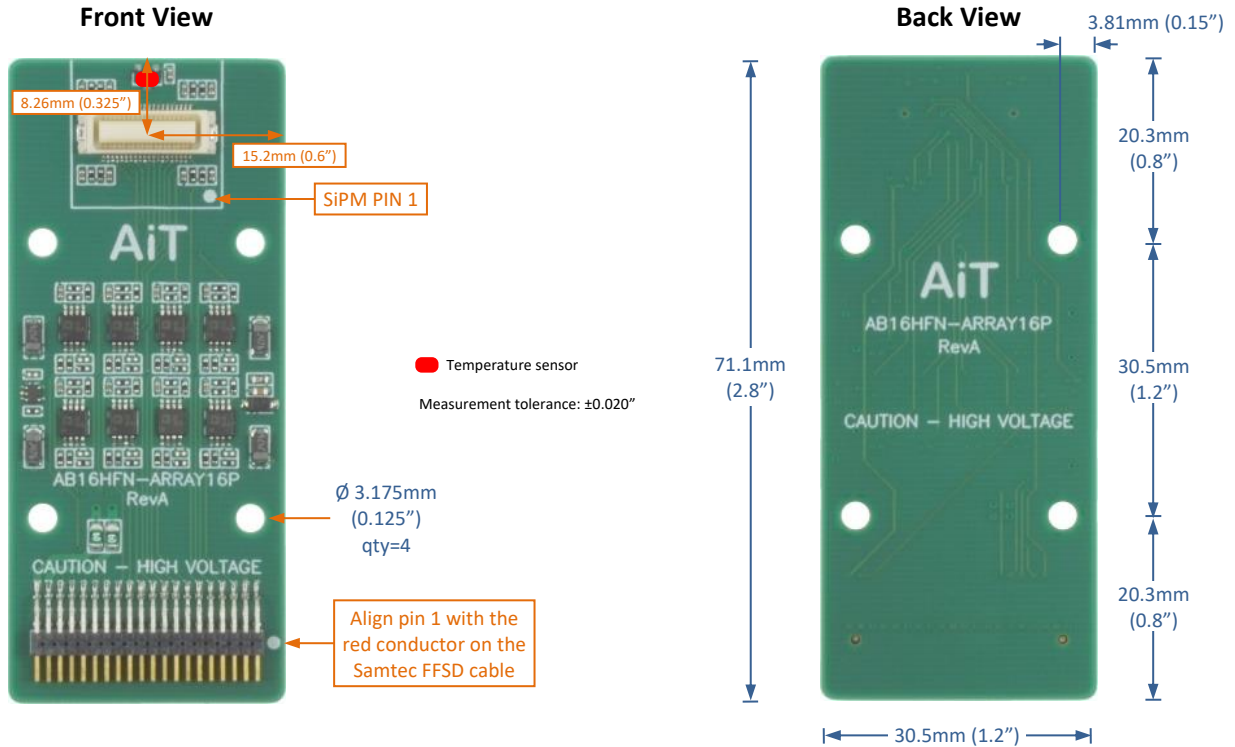 Front View
Back View
3.81mm (0.15”)
8.26mm (0.325”)
15.2mm (0.6”)
SiPM PIN 1
AiT
AB16HFN-ARRAY16P
RevA
CAUTION - HIGH VOLTAGE
Temperature sensor
Measurement tolerance: ±0.020”
Ø 3.175mm
(0.125”)
qty=4
Align pin 1 with the
red conductor on the
Samtec FFSD cable
71.1mm
(2.8”)
AiT
AB16HFN-ARRAY16P
RevA
CAUTION - HIGH VOLTAGE
20.3mm
(0.8”)
30.5mm
(1.2”)
20.3mm
(0.8”)
30.5mm (1.2”)